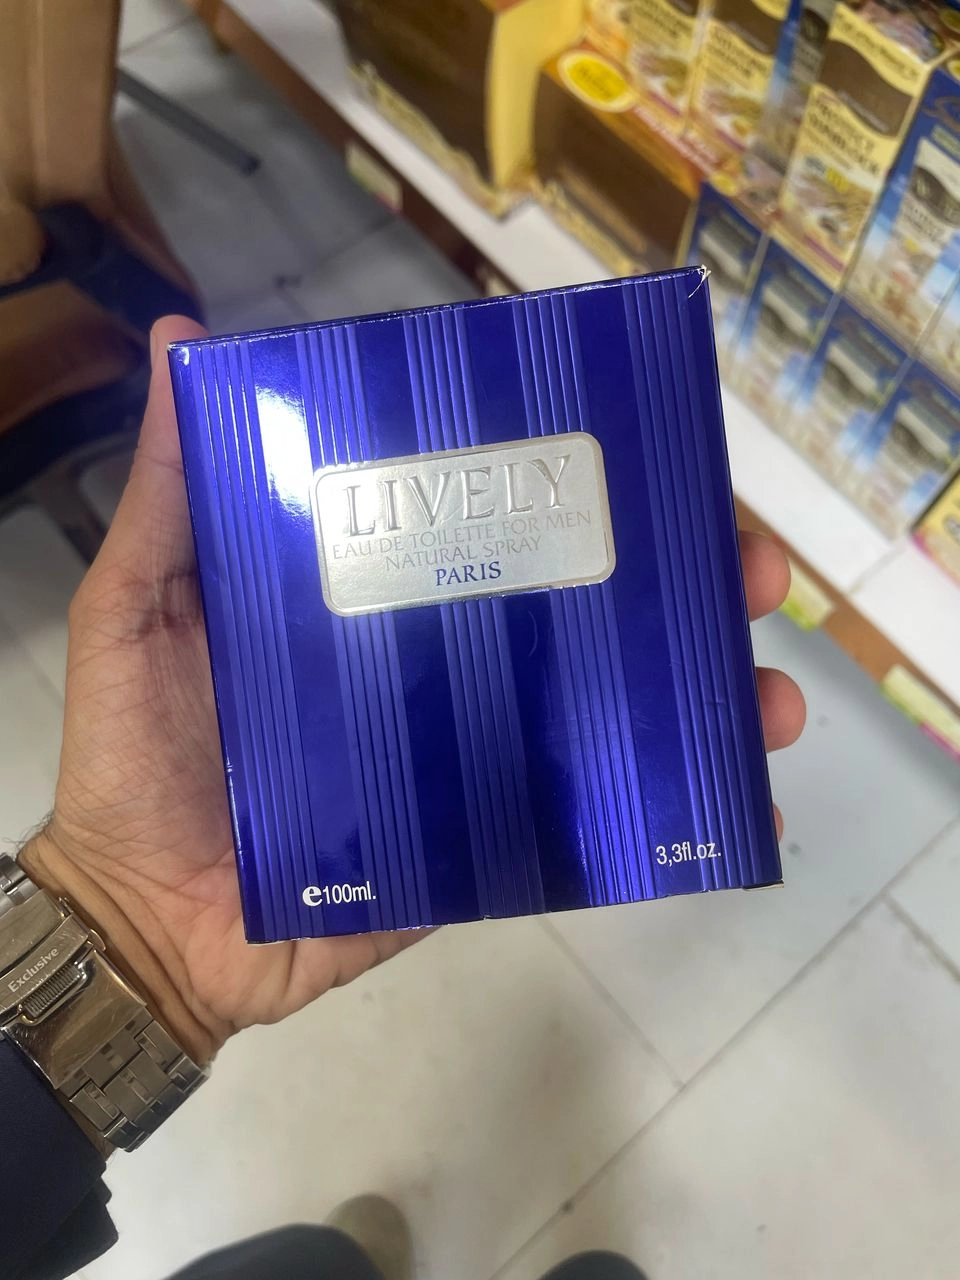 LIVELY
EAU DE TOILETTE FOR MEN
NATURAL SPRAY
PARIS
3,3fl.oz.
e100ml.
Exclusive